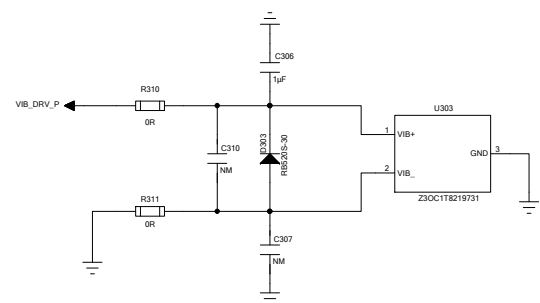 C306
1µF
R310
VIB_DRV_P
0R
U303
1
VIB+
C310
NM
D303
RB520S-30
GND
3
2
VIB_
Z3OC1T8219731
R311
0R
C307
NM